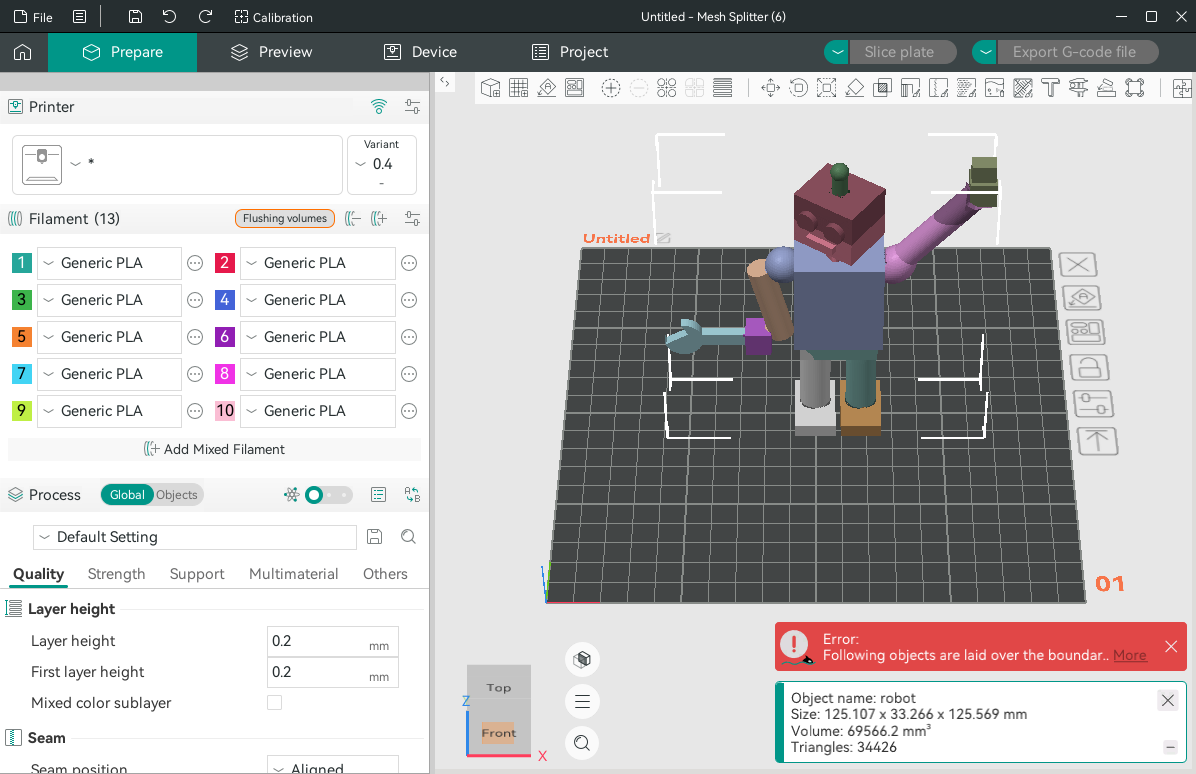 File
Calibration
Untitled - Mesh Splitter (6)
Prepare
Preview
Device
Project
Slice plate
Export G-code file
Printer
*
Variant
0.4
-
Filament (13)
Flushing volumes
1 Generic PLA
2 Generic PLA
3 Generic PLA
4 Generic PLA
5 Generic PLA
6 Generic PLA
7 Generic PLA
8 Generic PLA
9 Generic PLA
10 Generic PLA
Add Mixed Filament
Process
Global
Objects
Default Setting
Quality
Strength
Support
Multimaterial
Others
Layer height
Layer height
0.2
mm
First layer height
0.2
mm
Mixed color sublayer
Seam
Seam position
Aligned
Untitled
01
Top
Front
Z
X
Error:
Following objects are laid over the boundar.. More
Object name: robot
Size: 125.107 x 33.266 x 125.569 mm
Volume: 69566.2 mm³
Triangles: 34426